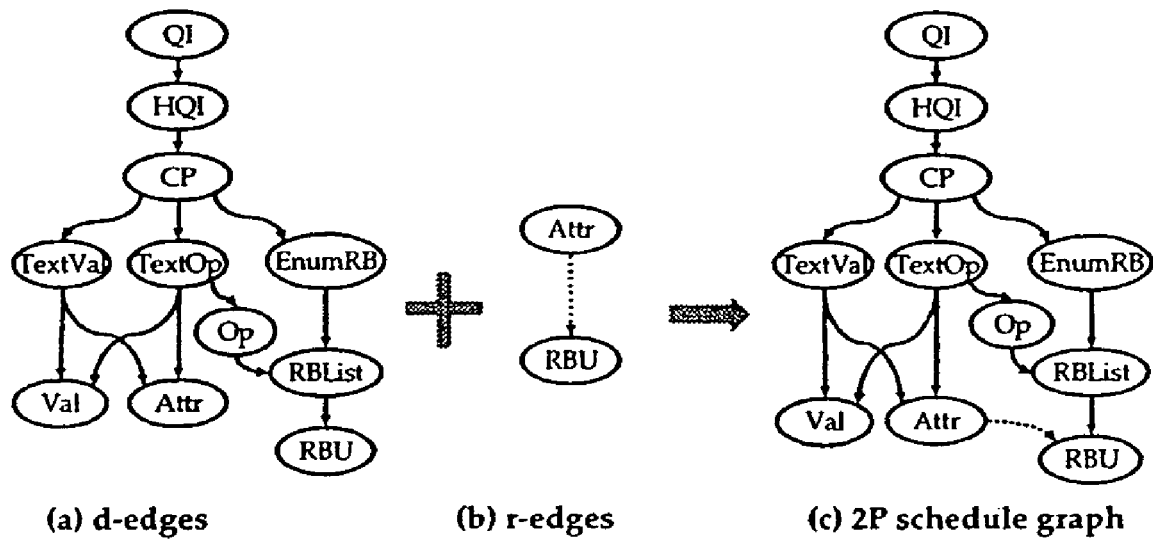 QI
HQI
CP
TextVal
TextOp
EnumRB
Op
RBList
Val
Attr
RBU
(a) d-edges
Attr
RBU
(b) r-edges
QI
HQI
CP
TextVal
TextOp
EnumRB
Op
RBList
Val
Attr
RBU
(c) 2P schedule graph